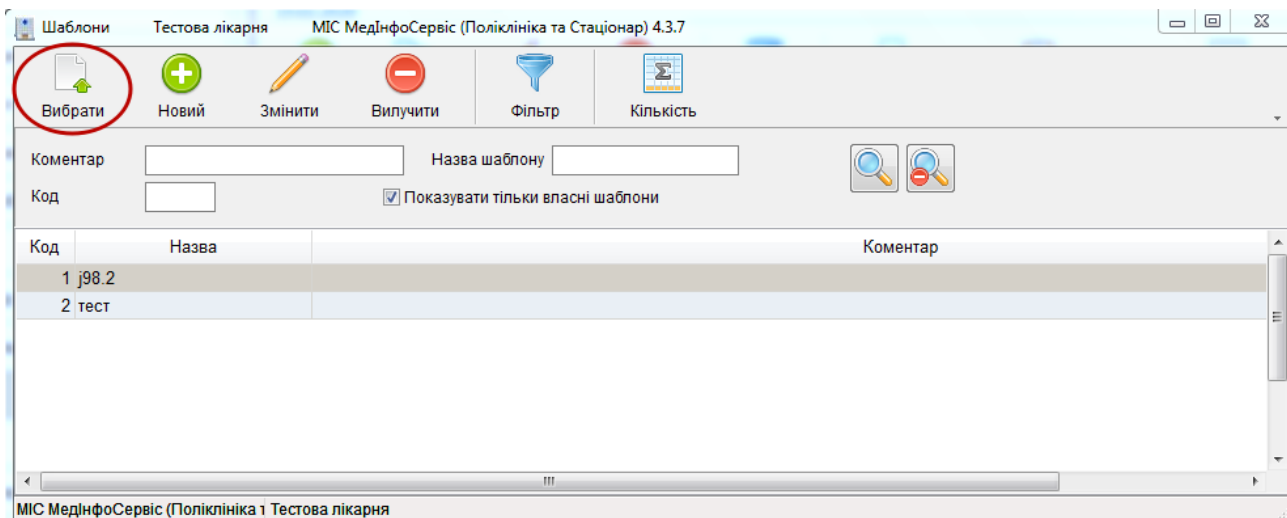 Шаблони Тестова лікарня МІС МедІнфоСервіс (Поліклініка та Стаціонар) 4.3.7
Вибрати Новий Змінити Вилучити Фільтр Кількість
Коментар Назва шаблону
Код Показувати тільки власні шаблони
Код Назва Коментар
1 j98.2
2 тест
МІС МедІнфоСервіс (Поліклініка т Тестова лікарня